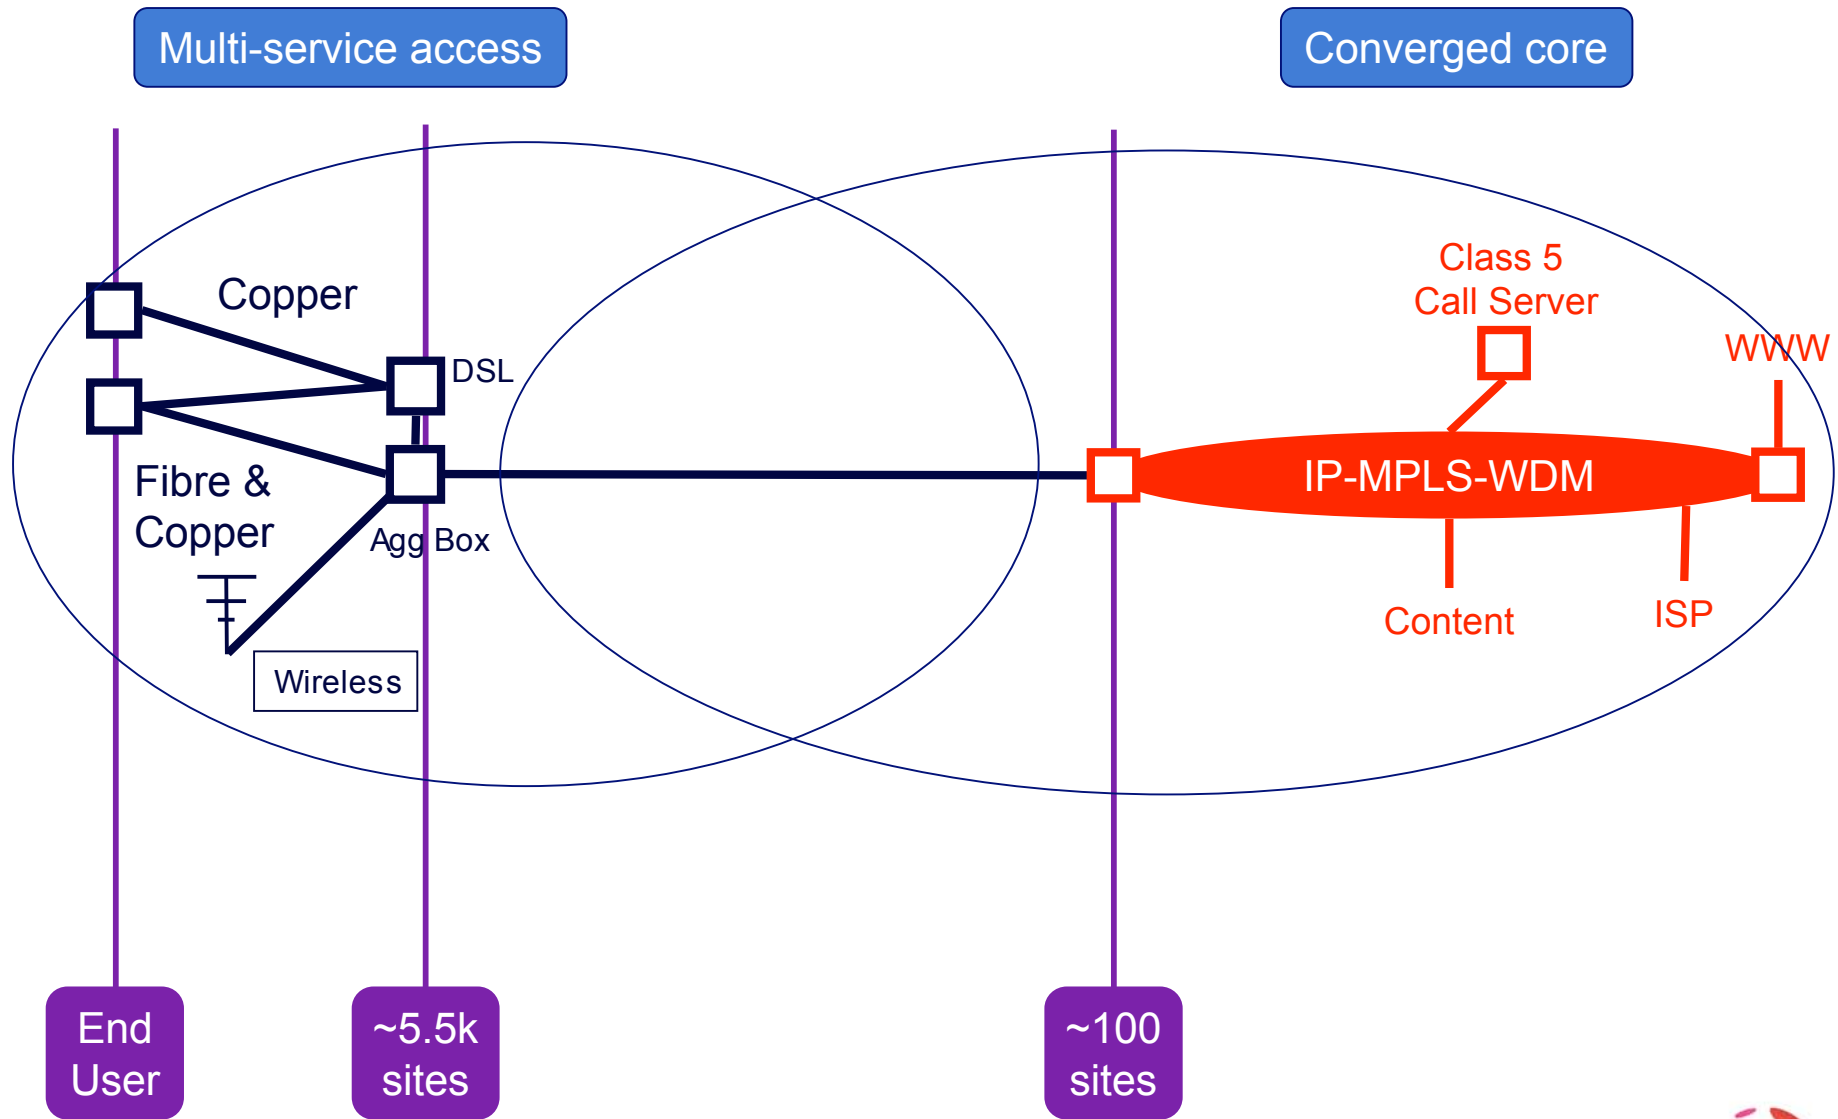 Multi-service access
Converged core
Copper
DSL
Fibre &
Copper
Agg Box
Wireless
Class 5
Call Server
WWW
IP-MPLS-WDM
Content
ISP
End
User
~5.5k
sites
~100
sites